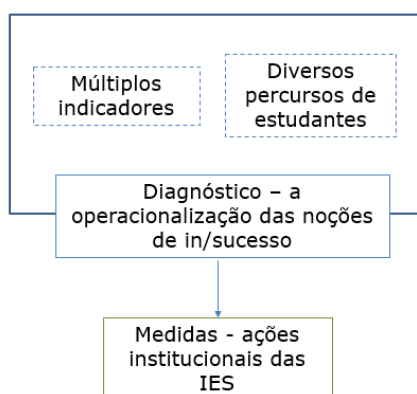 Múltiplos
indicadores
Diversos
percursos de
estudantes
Diagnóstico – a
operacionalização das noções
de in/sucesso
Medidas - ações
institucionais das
IES